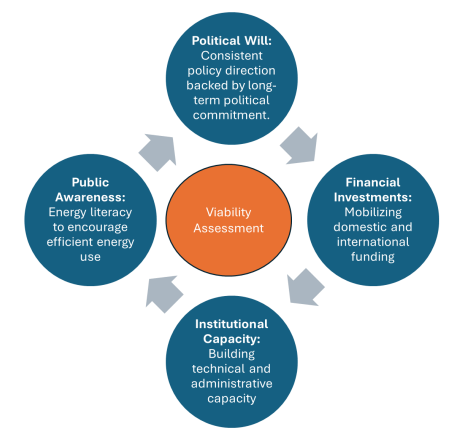 Political Will:
Consistent
policy direction
backed by long-
term political
commitment.
Financial
Investments:
Mobilizing
domestic and
international
funding
Institutional
Capacity:
Building
technical and
administrative
capacity
Public
Awareness:
Energy literacy
to encourage
efficient energy
use
Viability
Assessment